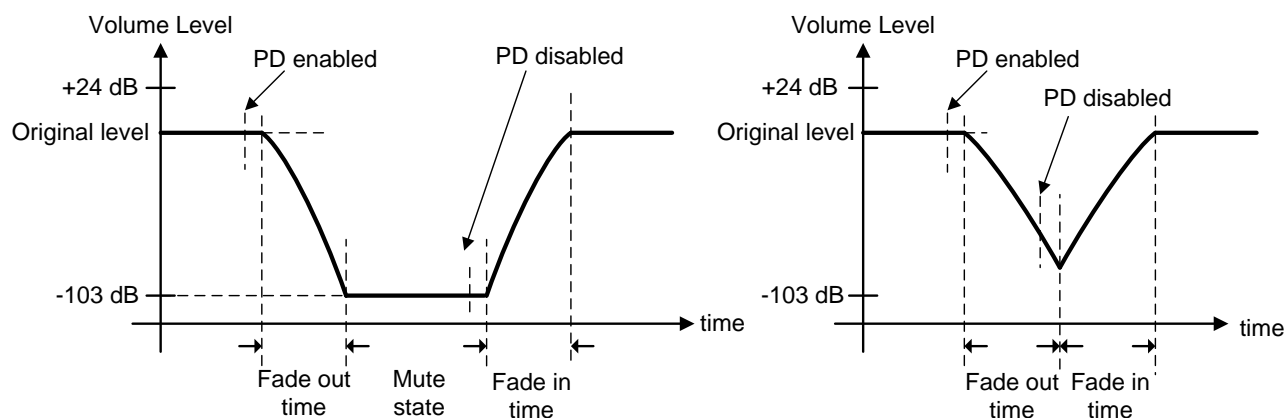 Volume Level
PD enabled
PD disabled
+24 dB
Original level
-103 dB
time
Fade out
time
Mute
state
Fade in
time
Volume Level
PD enabled
PD disabled
+24 dB
Original level
-103 dB
time
Fade out
time
Fade in
time